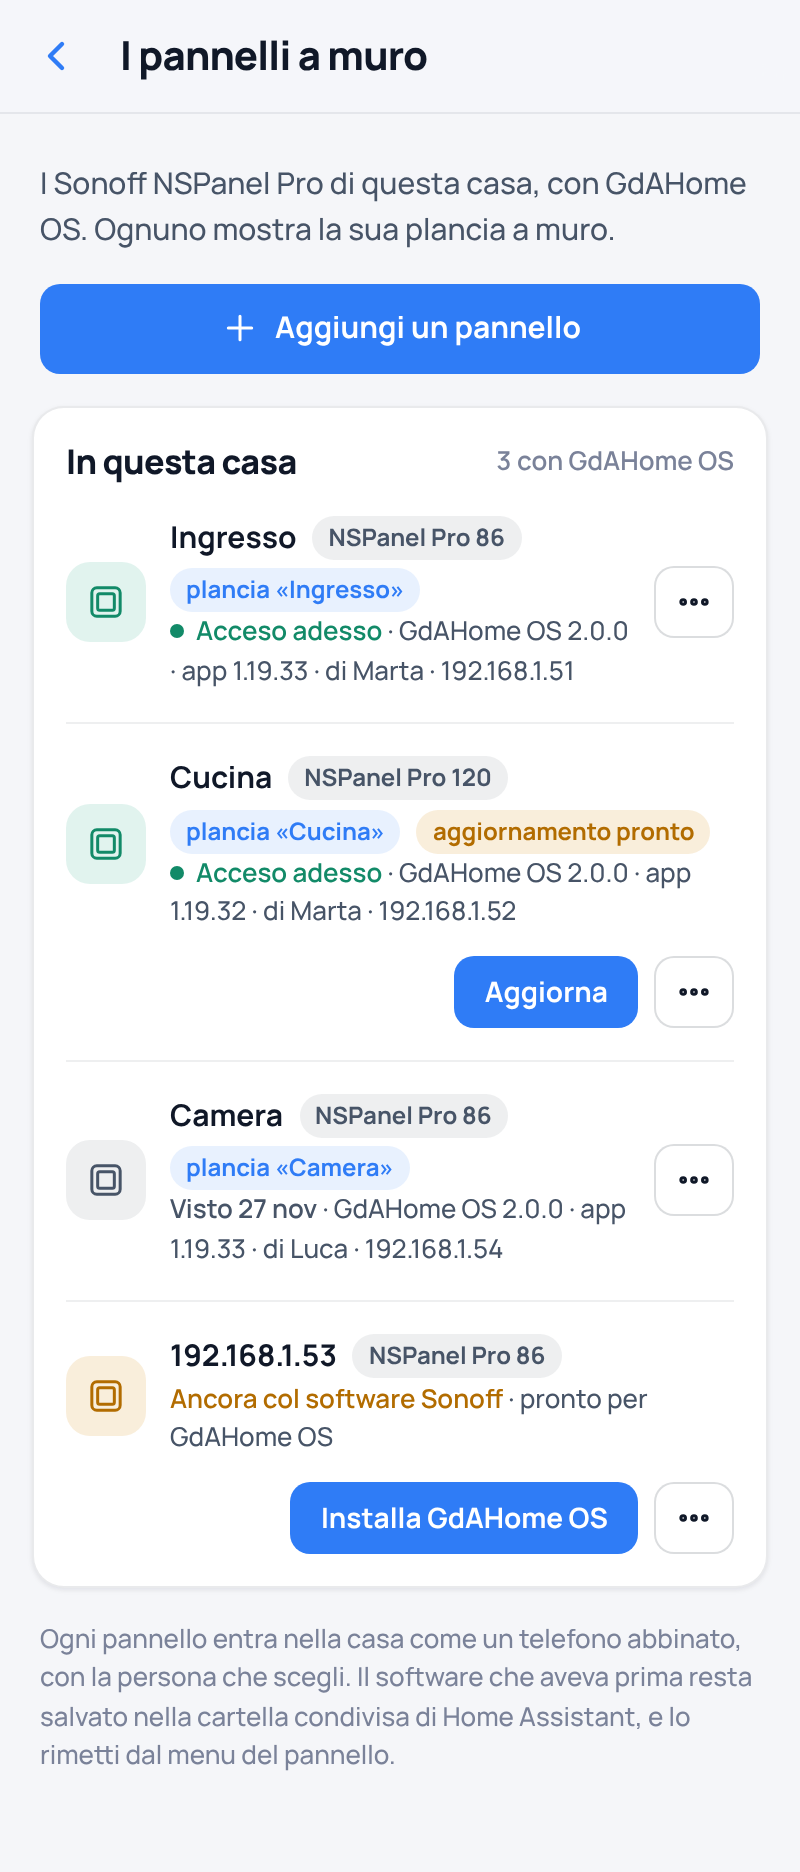 I pannelli a muro
I Sonoff NSPanel Pro di questa casa, con GdAHome
OS. Ognuno mostra la sua plancia a muro.
Aggiungi un pannello
In questa casa
3 con GdAHome OS
Ingresso NSPanel Pro 86
plancia «Ingresso»
Acceso adesso · GdAHome OS 2.0.0
· app 1.19.33 · di Marta · 192.168.1.51
Cucina NSPanel Pro 120
plancia «Cucina» aggiornamento pronto
Acceso adesso · GdAHome OS 2.0.0 · app
1.19.32 · di Marta · 192.168.1.52
Aggiorna
Camera NSPanel Pro 86
plancia «Camera»
Visto 27 nov · GdAHome OS 2.0.0 · app
1.19.33 · di Luca · 192.168.1.54
192.168.1.53 NSPanel Pro 86
Ancora col software Sonoff · pronto per
GdAHome OS
Installa GdAHome OS
Ogni pannello entra nella casa come un telefono abbinato,
con la persona che scegli. Il software che aveva prima resta
salvato nella cartella condivisa di Home Assistant, e lo
rimetti dal menu del pannello.